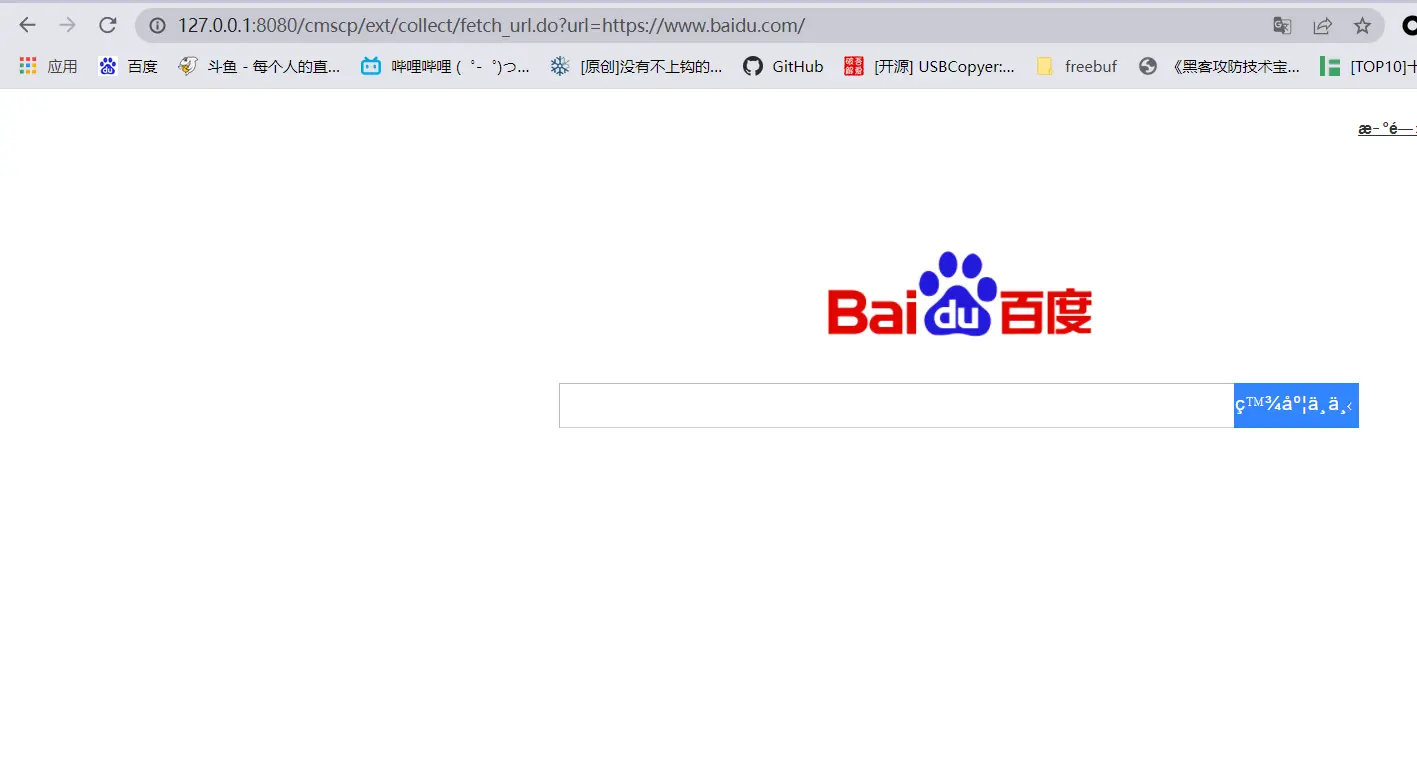 127.0.0.1:8080/cmscp/ext/collect/fetch_url.do?url=https://www.baidu.com/
应用 百度 斗鱼 - 每个人的直... 哔哩哔哩 ( ゜- ゜)つ... [原创]没有不上钩的... GitHub [开源] USBCopyer:... freebuf 《黑客攻防技术宝... [TOP10]十
æ–°é—
Bai du 百度
ç™¾åº¦ä¸€ä¸‹